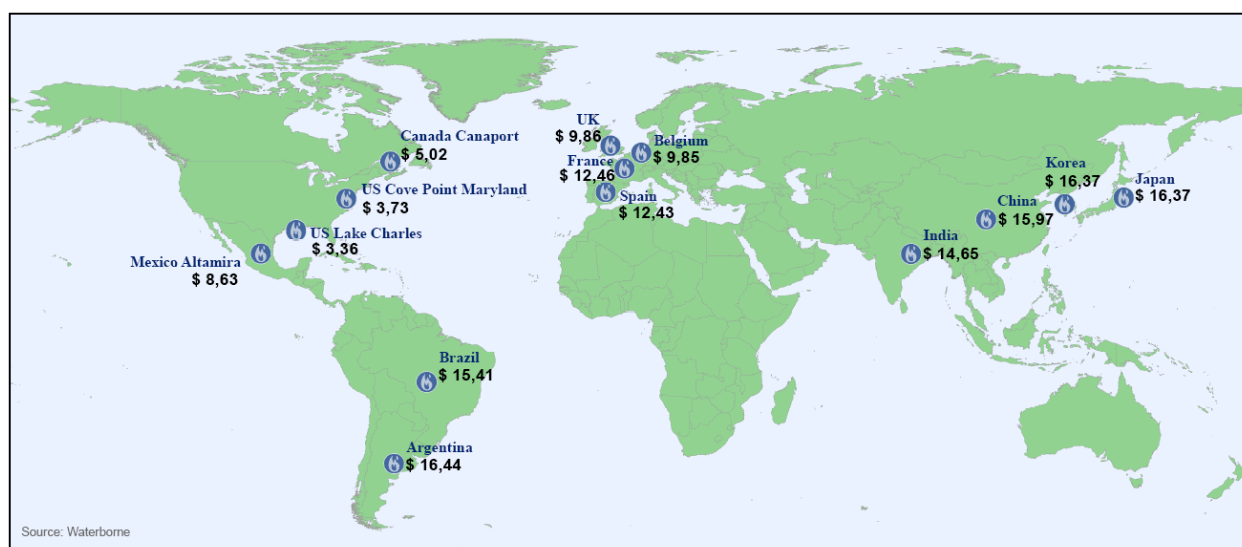 UK
$ 9,86
Canada Canaport
$ 5,02
Belgium
$ 9,85
France
$ 12,46
Korea
$ 16,37
Japan
$ 16,37
US Cove Point Maryland
$ 3,73
Spain
$ 12,43
China
$ 15,97
US Lake Charles
$ 3,36
India
$ 14,65
Mexico Altamira
$ 8,63
Brazil
$ 15,41
Argentina
$ 16,44
Source: Waterborne